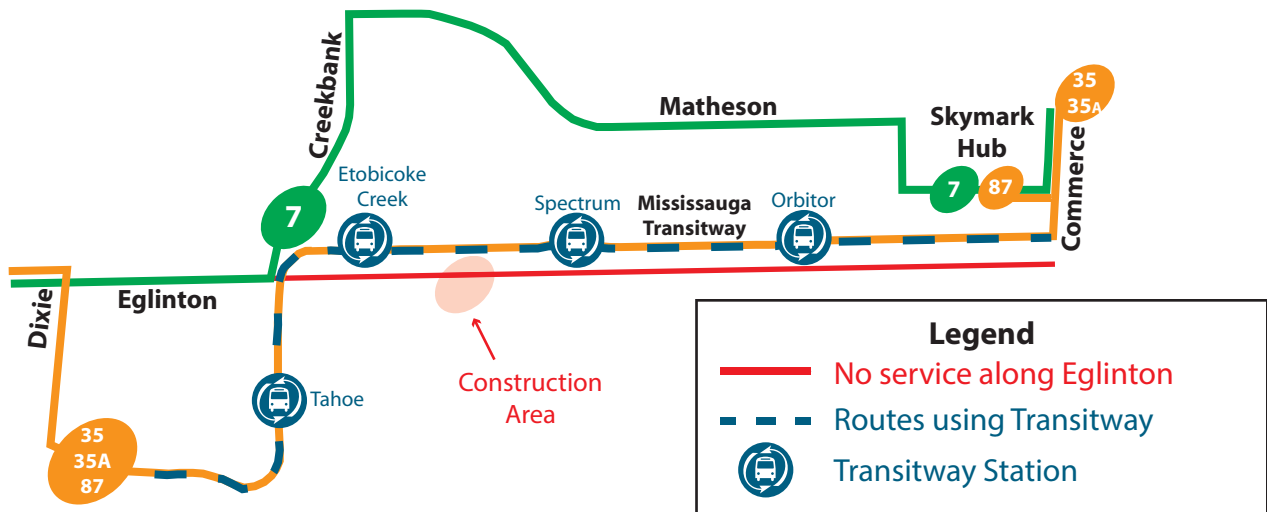 Creekbank
Matheson
Skymark
Hub
35
35A
Commerce
7
87
7
Etobicoke
Creek
Spectrum
Mississauga
Transitway
Orbitor
Eglinton
Dixie
Tahoe
Construction
Area
35
35A
87
Legend
No service along Eglinton
Routes using Transitway
Transitway Station